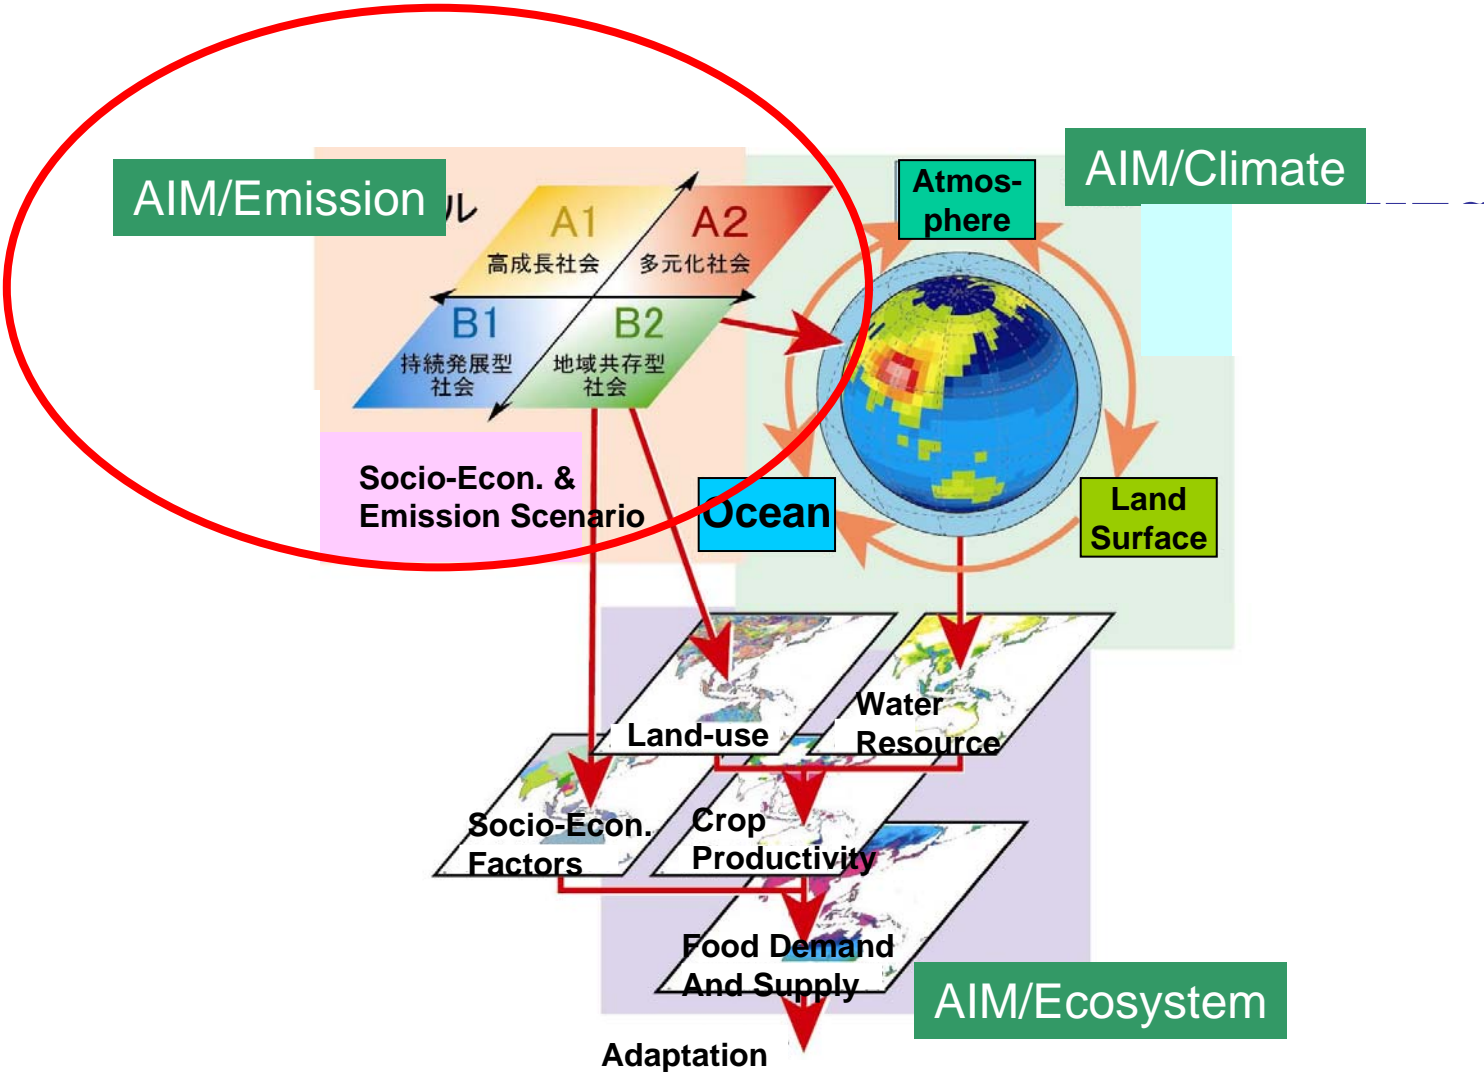 AIM/Emission
ル
AIM/Climate
Atmos-
phere
A1
高成長社会
A2
多元化社会
B1
持続発展型
社会
B2
地域共存型
社会
Socio-Econ. &
Emission Scenario
Ocean
Land
Surface
Land-use
Water
Resource
Socio-Econ.
Factors
Crop
Productivity
Food Demand
And Supply
AIM/Ecosystem
Adaptation